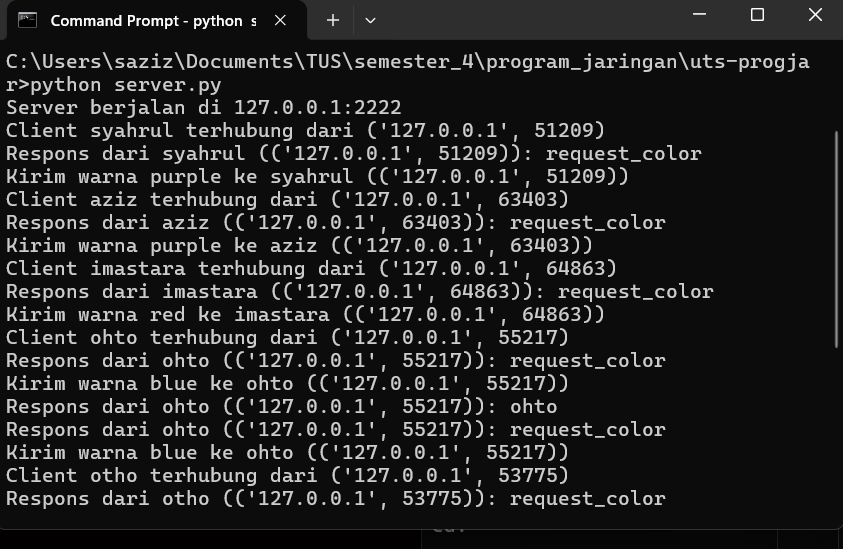 Command Prompt - python s
C:\Users\saziz\Documents\TUS\semester_4\program_jaringan\uts-progja
r>python server.py
Server berjalan di 127.0.0.1:2222
Client syahrul terhubung dari ('127.0.0.1', 51209)
Respons dari syahrul (('127.0.0.1', 51209)): request_color
Kirim warna purple ke syahrul (('127.0.0.1', 51209))
Client aziz terhubung dari ('127.0.0.1', 63403)
Respons dari aziz (('127.0.0.1', 63403)): request_color
Kirim warna purple ke aziz (('127.0.0.1', 63403))
Client imastara terhubung dari ('127.0.0.1', 64863)
Respons dari imastara (('127.0.0.1', 64863)): request_color
Kirim warna red ke imastara (('127.0.0.1', 64863))
Client ohto terhubung dari ('127.0.0.1', 55217)
Respons dari ohto (('127.0.0.1', 55217)): request_color
Kirim warna blue ke ohto (('127.0.0.1', 55217))
Respons dari ohto (('127.0.0.1', 55217)): ohto
Respons dari ohto (('127.0.0.1', 55217)): request_color
Kirim warna blue ke ohto (('127.0.0.1', 55217))
Client otho terhubung dari ('127.0.0.1', 53775)
Respons dari otho (('127.0.0.1', 53775)): request_color